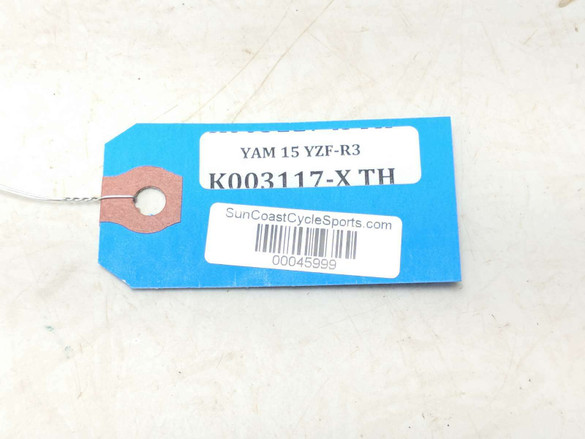 YAM 15 YZF-R3
K003117-X TH
SunCoastCycleSports.com
00045999